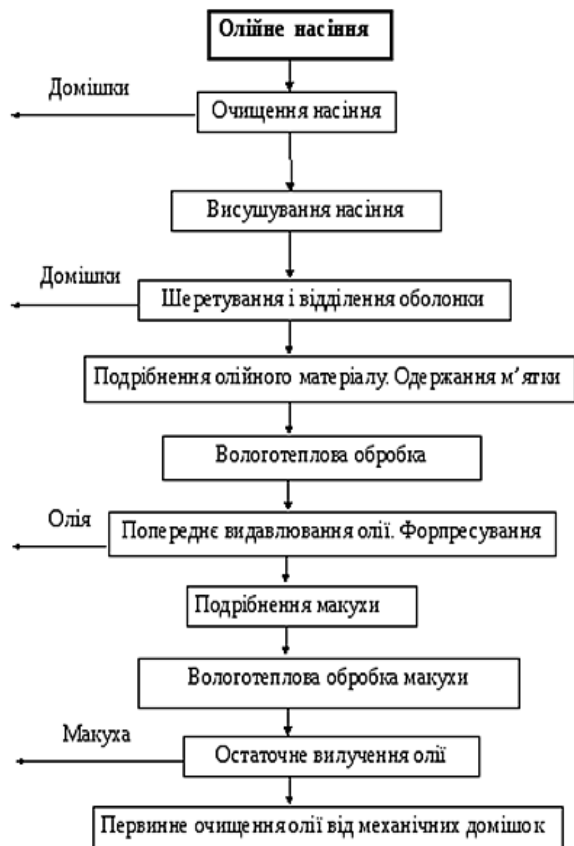 Олійне насіння
Домішки
Очищення насіння
Висушування насіння
Домішки
Шеретування і відділення оболонки
Подрібнення олійного матеріалу. Одержання м’ятки
Вологотеплова обробка
Олія
Попереднє видавлювання олії. Форпресування
Подрібнення макухи
Вологотеплова обробка макухи
Макуха
Остаточне вилучення олії
Первинне очищення олії від механічних домішок